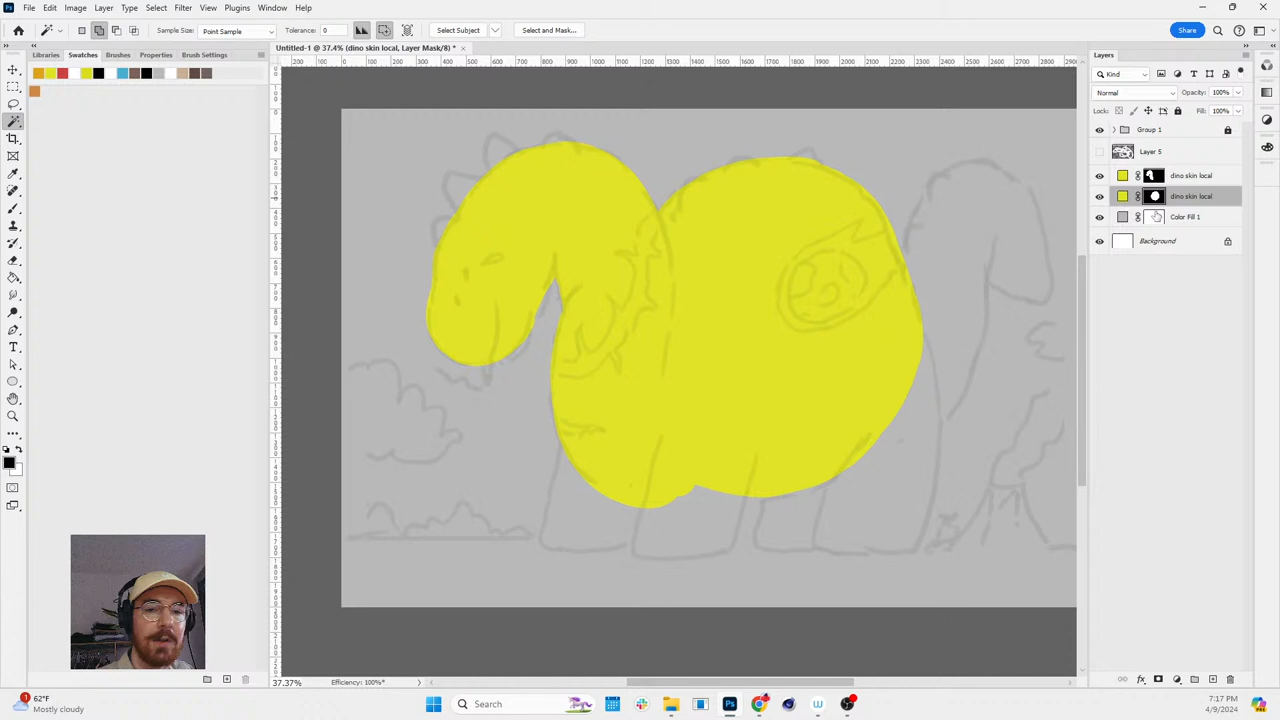 File Edit Image Layer Type Select Filter View Plugins Window Help
Sample Size: Point Sample Tolerance: 0 Select Subject Select and Mask... Share
Untitled-1 @ 37.4% (dino skin local, Layer Mask/8) *
Libraries Swatches Brushes Properties Brush Settings
Layers
Kind
Normal Opacity: 100%
Lock: Fill: 100%
Group 1
Layer 5
dino skin local
dino skin local
Color Fill 1
Background
37.37% Efficiency: 100%*
62°F
Mostly cloudy
Search
7:17 PM
4/9/2024